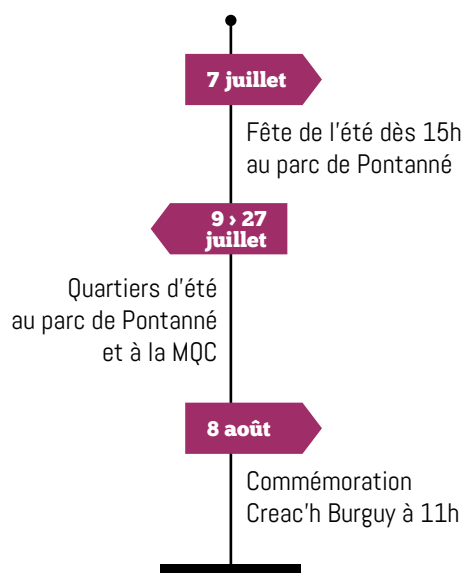 7 juillet
Fête de l'été dès 15h
au parc de Pontanné
9 › 27
juillet
Quartiers d'été
au parc de Pontanné
et à la MQC
8 août
Commémoration
Creac'h Burguy à 11h